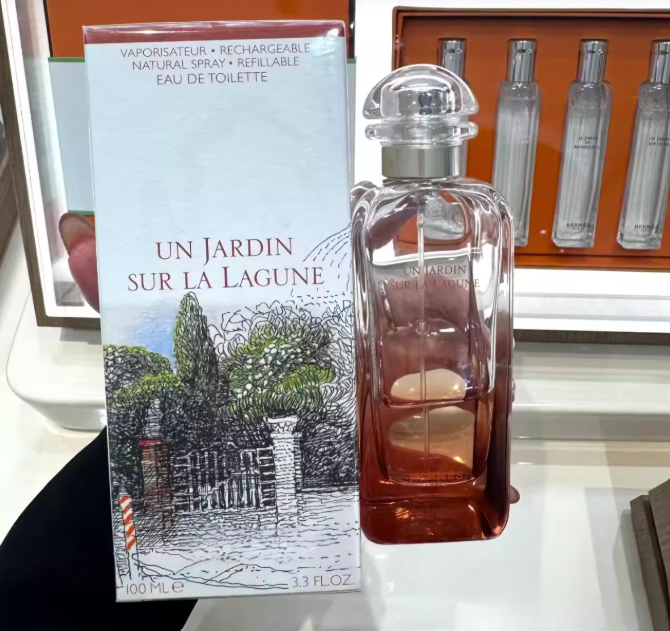 VAPORISATEUR • RECHARGEABLE
NATURAL SPRAY • REFILLABLE
EAU DE TOILETTE
UN JARDIN
SUR LA LAGUNE
100 ML e
3.3 FL.OZ.
UN JARDIN
SUR LA LAGUNE
HERMÈS